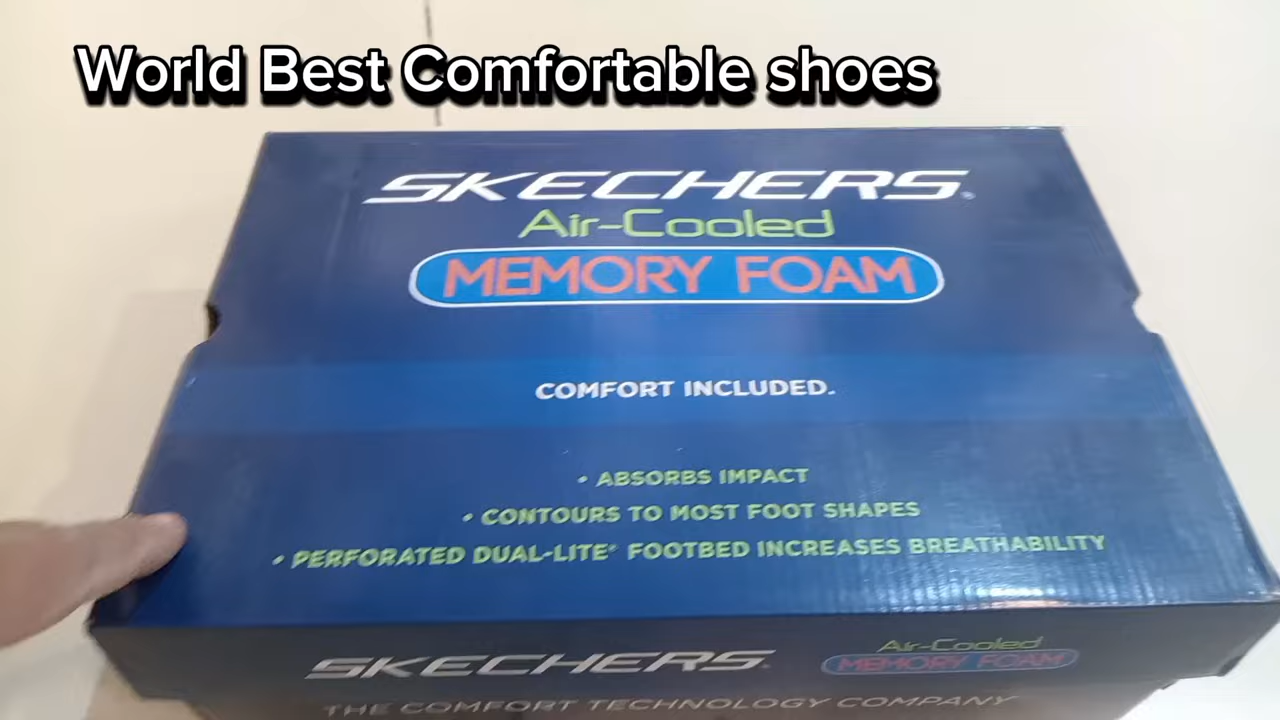 World Best Comfortable shoes
SKECHERS®
Air-Cooled
MEMORY FOAM
COMFORT INCLUDED.
• ABSORBS IMPACT
• CONTOURS TO MOST FOOT SHAPES
• PERFORATED DUAL-LITE® FOOTBED INCREASES BREATHABILITY
SKECHERS®
Air-Cooled
MEMORY FOAM
THE COMFORT TECHNOLOGY COMPANY